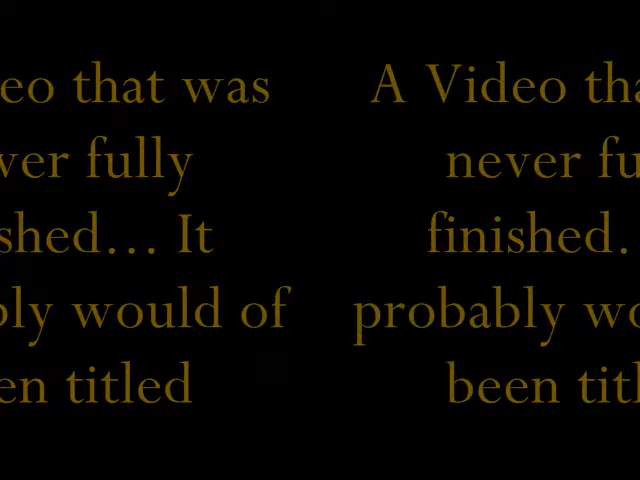 eo that was A Video tha
ver fully never fu
shed... It finished.
bly would of probably wo
en titled been titl